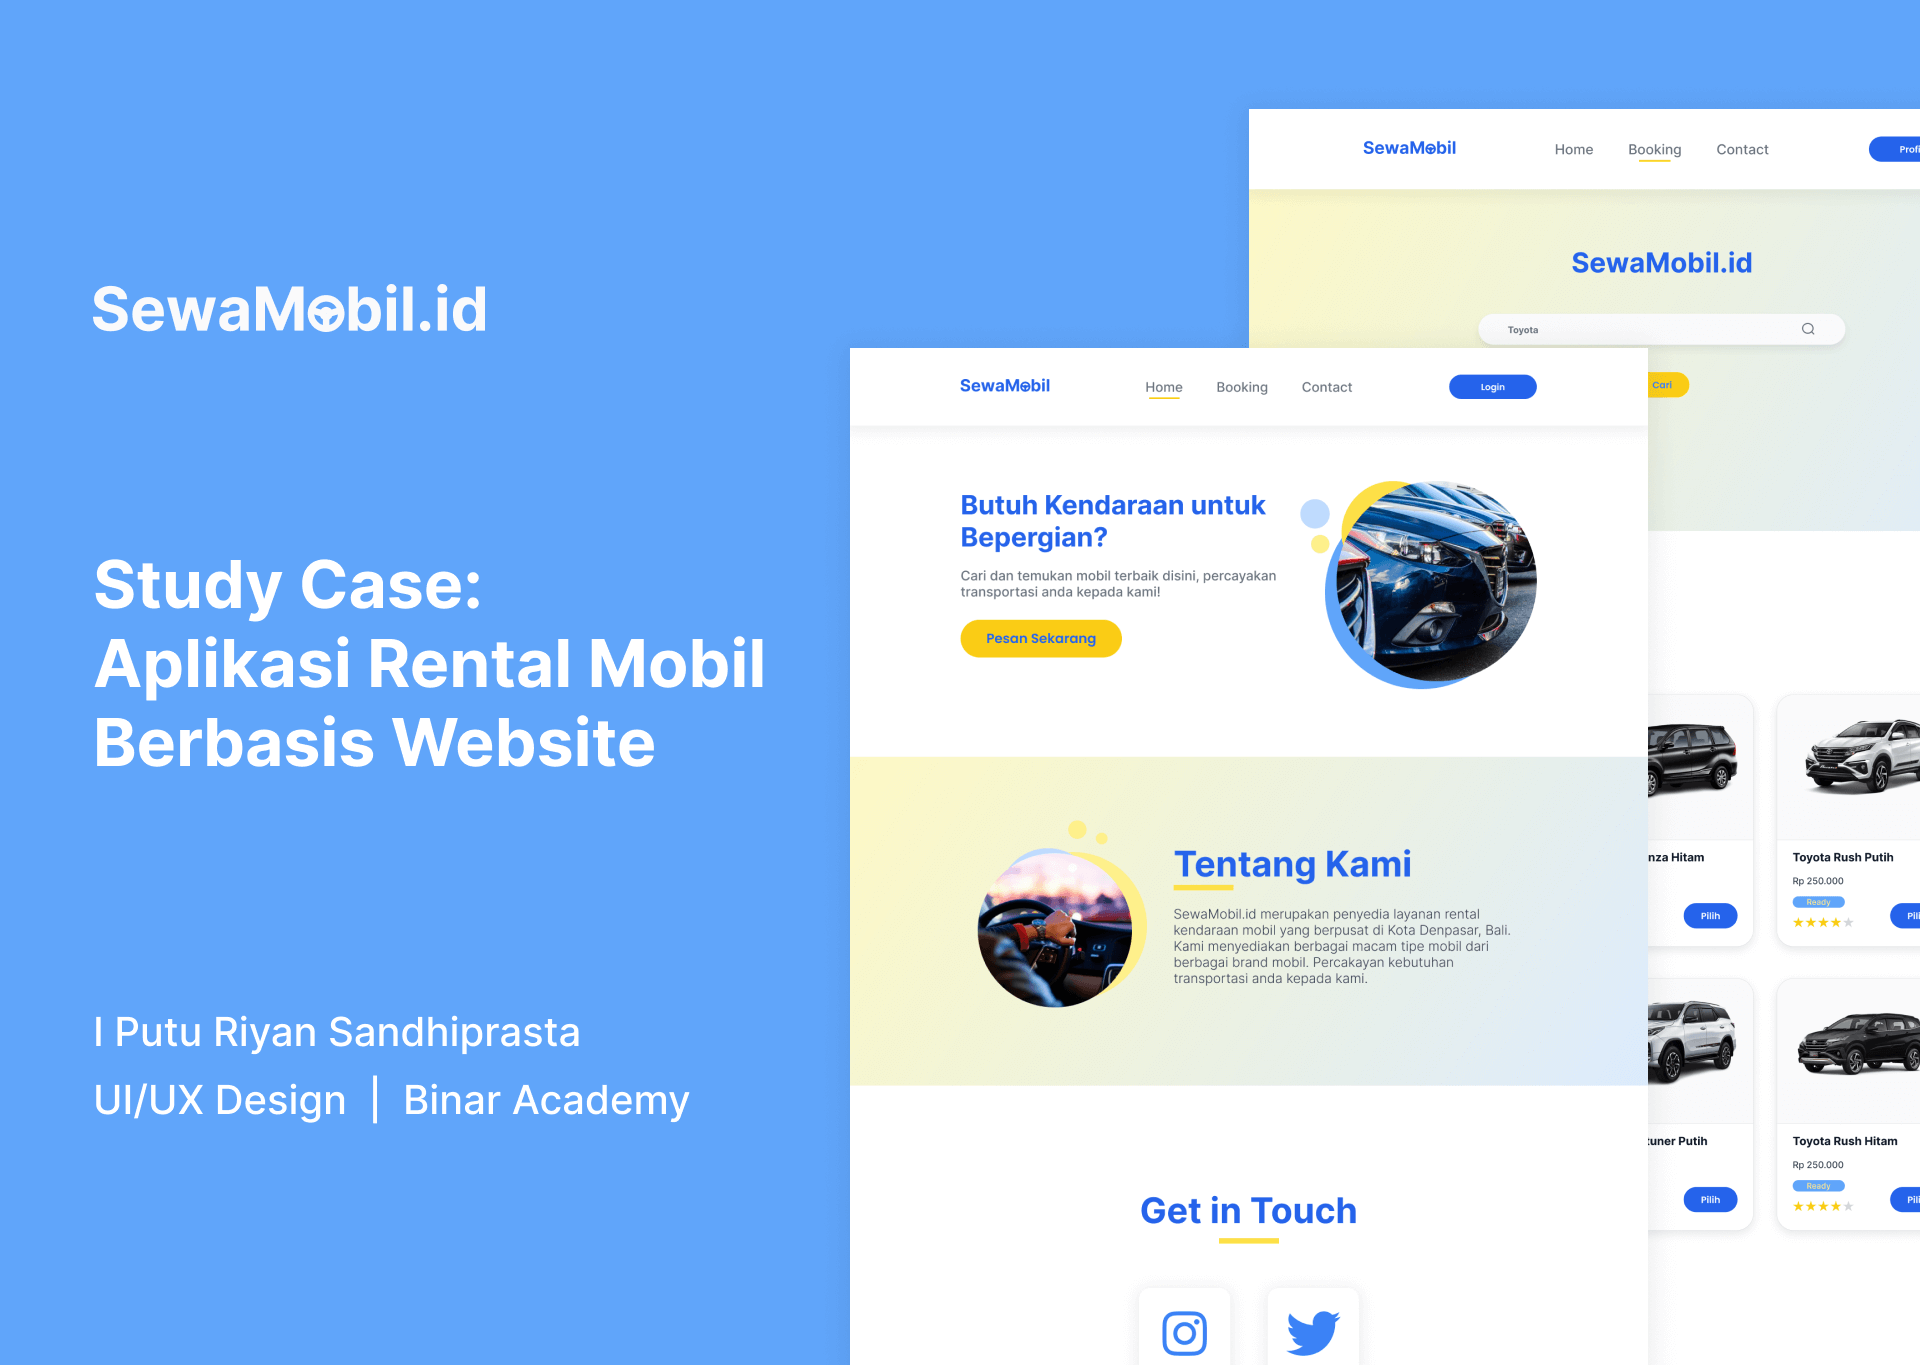 SewaMobil.id
Study Case:
Aplikasi Rental Mobil
Berbasis Website
I Putu Riyan Sandhiprasta
UI/UX Design | Binar Academy
SewaMobil
Home
Booking
Contact
SewaMobil.id
Toyota
Cari
SewaMobil
Home
Booking
Contact
Login
Butuh Kendaraan untuk
Bepergian?
Cari dan temukan mobil terbaik disini, percayakan
transportasi anda kepada kami!
Pesan Sekarang
Tentang Kami
SewaMobil.id merupakan penyedia layanan rental
kendaraan mobil yang berpusat di Kota Denpasar, Bali.
Kami menyediakan berbagai macam tipe mobil dari
berbagai brand mobil. Percakayan kebutuhan
transportasi anda kepada kami.
Get in Touch
Hitam
Pilih
Toyota Rush Putih
Rp 250.000
Ready
Putih
Pilih
Toyota Rush Hitam
Rp 250.000
Ready